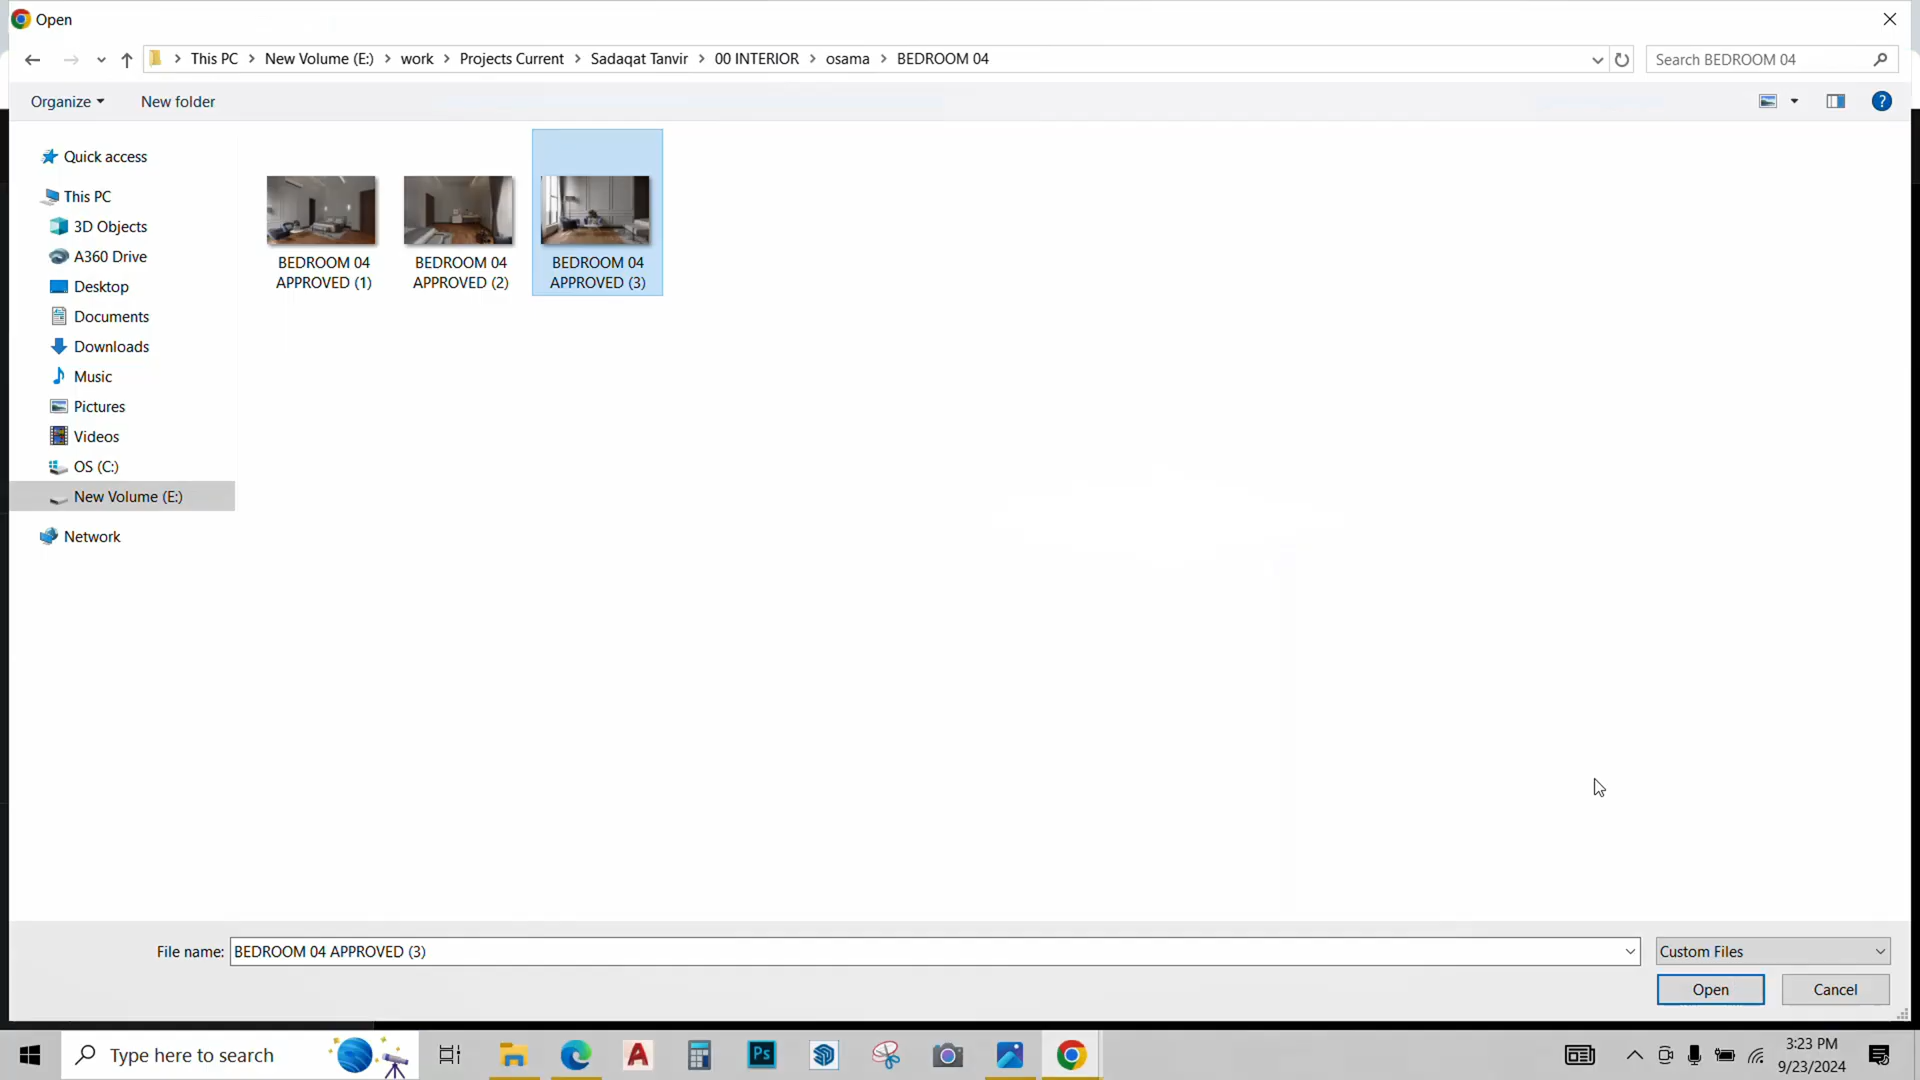 Open
This PC > New Volume (E:) > work > Projects Current > Sadaqat Tanvir > 00 INTERIOR > osama > BEDROOM 04
Search BEDROOM 04
Organize
New folder
Quick access
This PC
3D Objects
A360 Drive
Desktop
Documents
Downloads
Music
Pictures
Videos
OS (C:)
New Volume (E:)
Network
BEDROOM 04
APPROVED (1)
BEDROOM 04
APPROVED (2)
BEDROOM 04
APPROVED (3)
File name: BEDROOM 04 APPROVED (3)
Custom Files
Open
Cancel
Type here to search
Ps
3:23 PM
9/23/2024